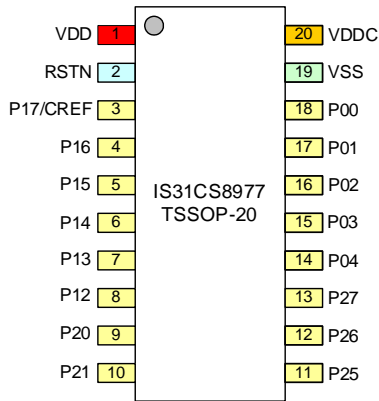 VDD 1 20 VDDC
RSTN 2 19 VSS
P17/CREF 3 18 P00
P16 4 17 P01
P15 5 16 P02
IS31CS8977
TSSOP-20
P14 6 15 P03
P13 7 14 P04
P12 8 13 P27
P20 9 12 P26
P21 10 11 P25